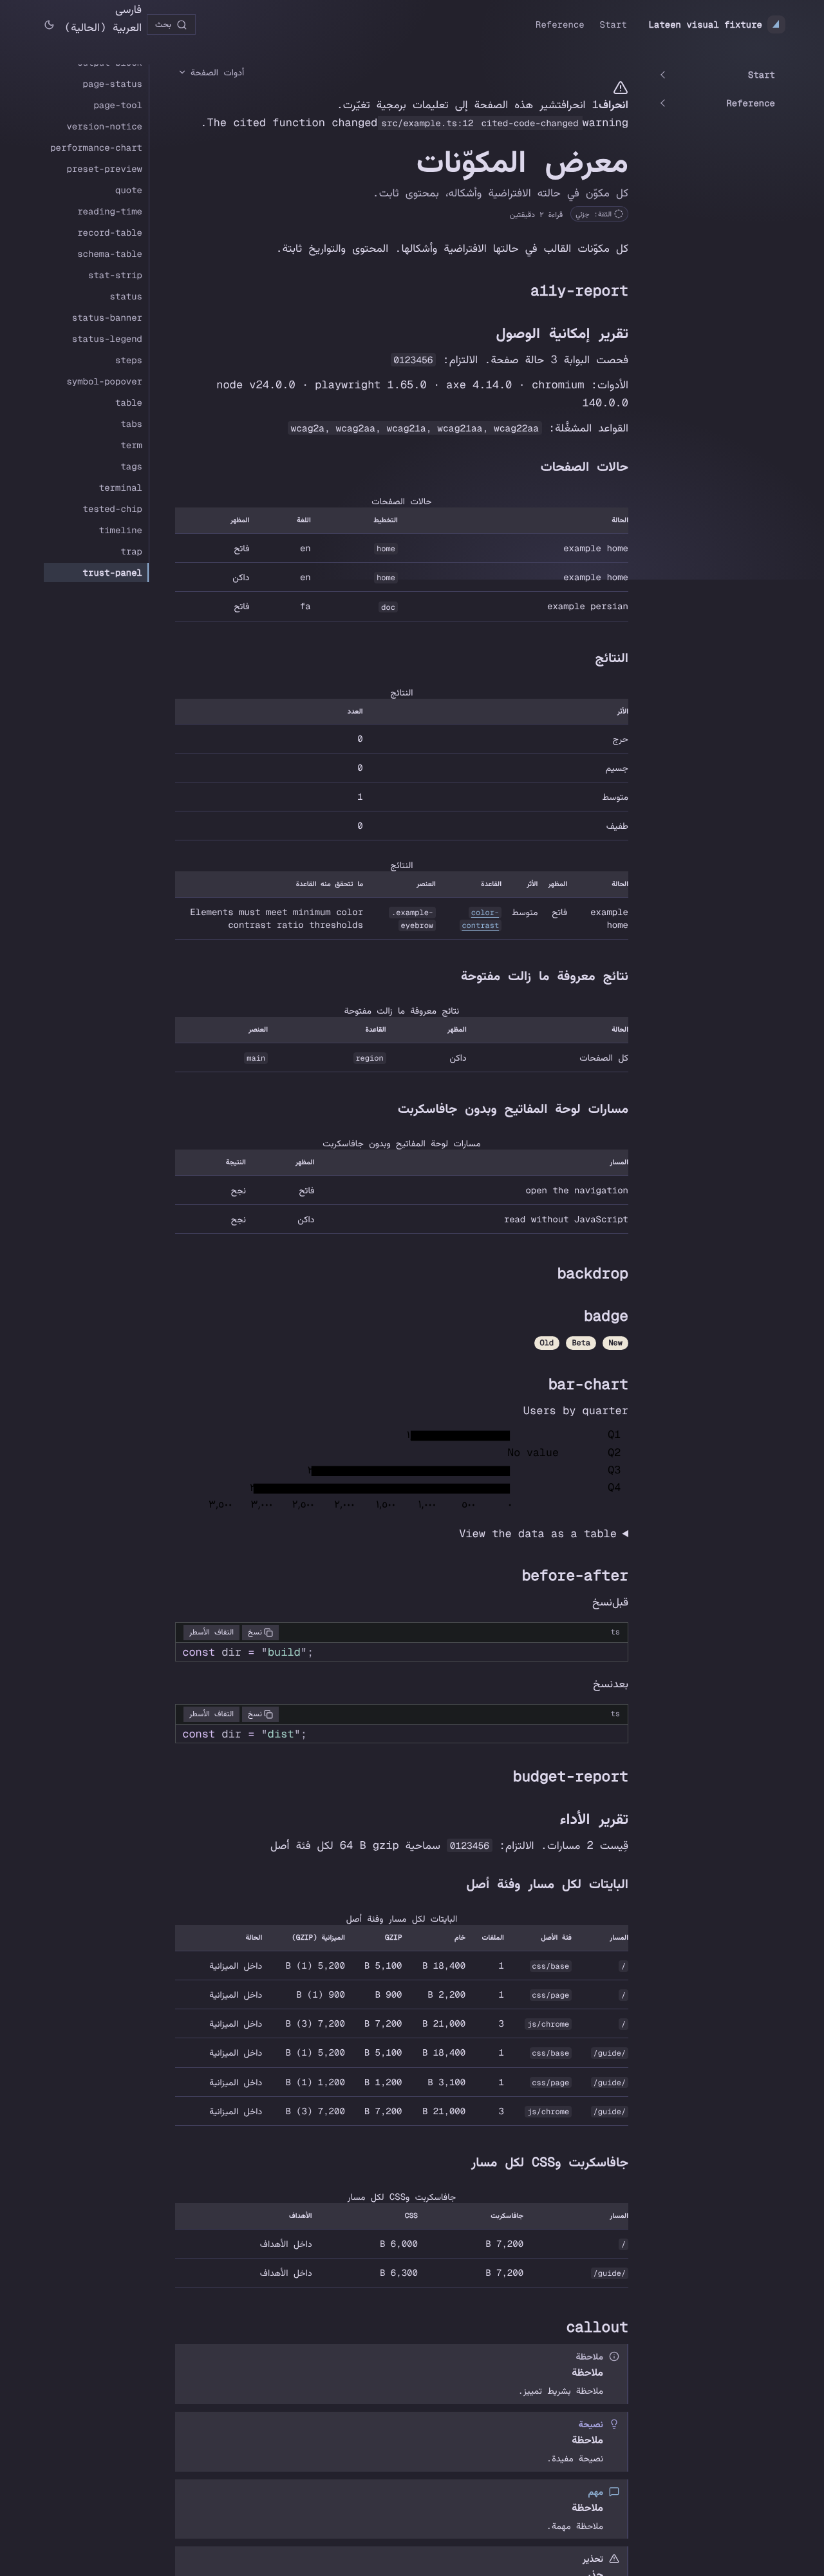 Lateen visual fixture
Start
Reference
بحث
فارسی
العربية (الحالية)
Start
Reference
أدوات الصفحة
انحراف1 انحرافتشير هذه الصفحة إلى تعليمات برمجية تغيّرت.
warning cited-code-changed src/example.ts:12 The cited function changed.
معرض المكوّنات
كل مكوّن في حالته الافتراضية وأشكاله، بمحتوى ثابت.
الثقة: جزئي
قراءة ٢ دقيقتين
كل مكوّنات القالب في حالتها الافتراضية وأشكالها. المحتوى والتواريخ ثابتة.
a11y-report
تقرير إمكانية الوصول
فحصت البوابة 3 حالة صفحة. الالتزام: 0123456
الأدوات: node v24.0.0 · playwright 1.65.0 · axe 4.14.0 · chromium
140.0.0
القواعد المشغَّلة: wcag2a, wcag2aa, wcag21a, wcag21aa, wcag22aa
حالات الصفحات
حالات الصفحات
الحالة التخطيط اللغة المظهر
example home home en فاتح
example home home en داكن
example persian doc fa فاتح
النتائج
النتائج
الأثر العدد
حرج 0
جسيم 0
متوسط 1
طفيف 0
النتائج
الحالة المظهر الأثر القاعدة العنصر ما تتحقق منه القاعدة
example home فاتح متوسط color-contrast .example-eyebrow Elements must meet minimum color contrast ratio thresholds
نتائج معروفة ما زالت مفتوحة
نتائج معروفة ما زالت مفتوحة
الحالة المظهر القاعدة العنصر
كل الصفحات داكن region main
مسارات لوحة المفاتيح وبدون جافاسكربت
مسارات لوحة المفاتيح وبدون جافاسكربت
المسار المظهر النتيجة
open the navigation فاتح نجح
read without JavaScript داكن نجح
backdrop
badge
New Beta Old
bar-chart
Users by quarter
Q1
Q2 No value
Q3
Q4
٠ ٥٠٠ ١,٠٠٠ ١,٥٠٠ ٢,٠٠٠ ٢,٥٠٠ ٣,٠٠٠ ٣,٥٠٠
View the data as a table
before-after
قبلنسخ
ts نسخ التفاف الأسطر
const dir = "build";
بعدنسخ
ts نسخ التفاف الأسطر
const dir = "dist";
budget-report
تقرير الأداء
قيست 2 مسارات. الالتزام: 0123456 سماحية 64 B gzip لكل فئة أصل
البايتات لكل مسار وفئة أصل
البايتات لكل مسار وفئة أصل
المسار فئة الأصل الملفات خام GZIP الميزانية (GZIP) الحالة
/ css/base 1 18,400 B 5,100 B 5,200 B (1) داخل الميزانية
/ css/page 1 2,200 B 900 B 900 B (1) داخل الميزانية
/ js/chrome 3 21,000 B 7,200 B 7,200 B (3) داخل الميزانية
/guide/ css/base 1 18,400 B 5,100 B 5,200 B (1) داخل الميزانية
/guide/ css/page 1 3,100 B 1,200 B 1,200 B (1) داخل الميزانية
/guide/ js/chrome 3 21,000 B 7,200 B 7,200 B (3) داخل الميزانية
جافاسكربت وCSS لكل مسار
جافاسكربت وCSS لكل مسار
المسار جافاسكربت CSS الأهداف
/ 7,200 B 6,000 B داخل الأهداف
/guide/ 7,200 B 6,300 B داخل الأهداف
callout
ملاحظة
ملاحظة
ملاحظة بشريط تمييز.
نصيحة
ملاحظة
نصيحة مفيدة.
مهم
ملاحظة
ملاحظة مهمة.
تحذير
page-status
page-tool
version-notice
performance-chart
preset-preview
quote
reading-time
record-table
schema-table
stat-strip
status
status-banner
status-legend
steps
symbol-popover
table
tabs
term
tags
terminal
tested-chip
timeline
trap
trust-panel